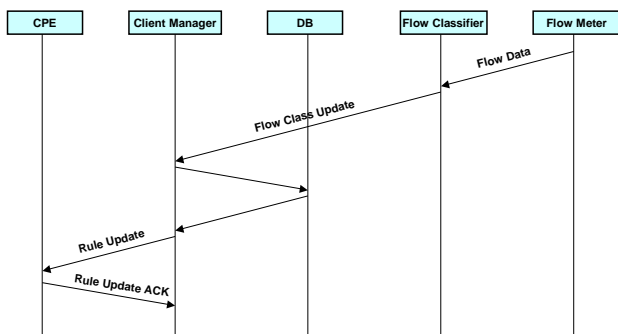 CPE
Client Manager
DB
Flow Classifier
Flow Meter
Flow Data
Flow Class Update
Rule Update
Rule Update ACK